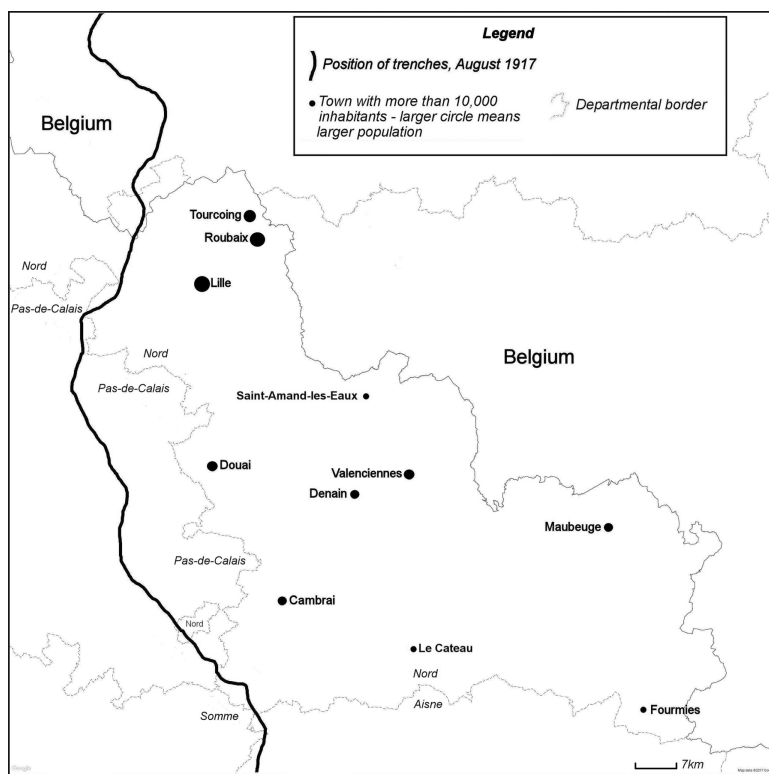 Legend
Position of trenches, August 1917
Town with more than 10,000
inhabitants - larger circle means
larger population
Departmental border
Belgium
Tourcoing
Roubaix
Nord
Lille
Pas-de-Calais
Nord
Belgium
Pas-de-Calais
Saint-Amand-les-Eaux
Douai
Valenciennes
Denain
Maubeuge
Pas-de-Calais
Cambrai
Nord
Le Cateau
Nord
Aisne
Somme
Fourmies
7km
Google